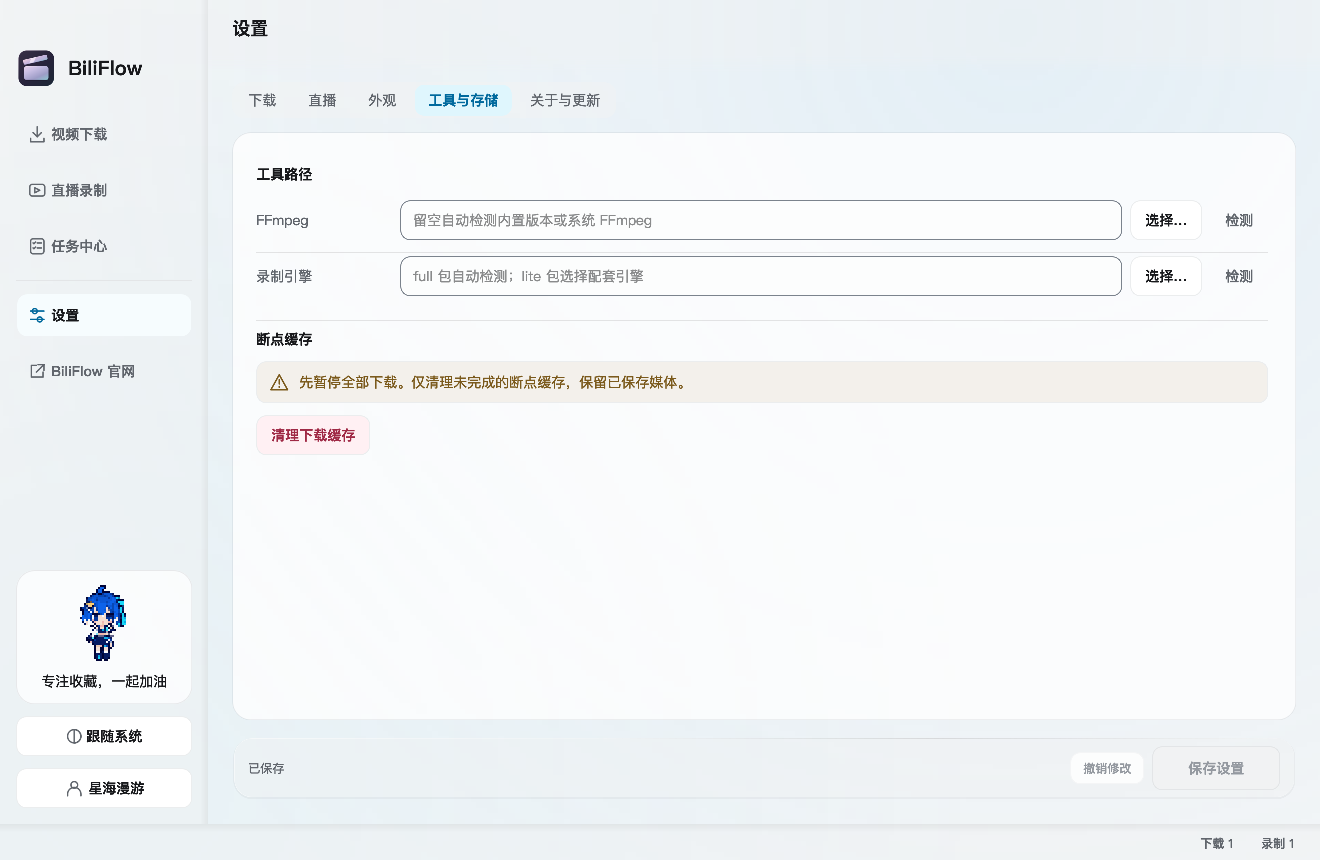 设置
BiliFlow
视频下载
直播录制
任务中心
设置
BiliFlow 官网
专注收藏，一起加油
跟随系统
星海漫游
下载 直播 外观 工具与存储 关于与更新
工具路径
FFmpeg 留空自动检测内置版本或系统 FFmpeg 选择... 检测
录制引擎 full 包自动检测；lite 包选择配套引擎 选择... 检测
断点缓存
先暂停全部下载。仅清理未完成的断点缓存，保留已保存媒体。
清理下载缓存
已保存 撤销修改 保存设置
下载 1 录制 1